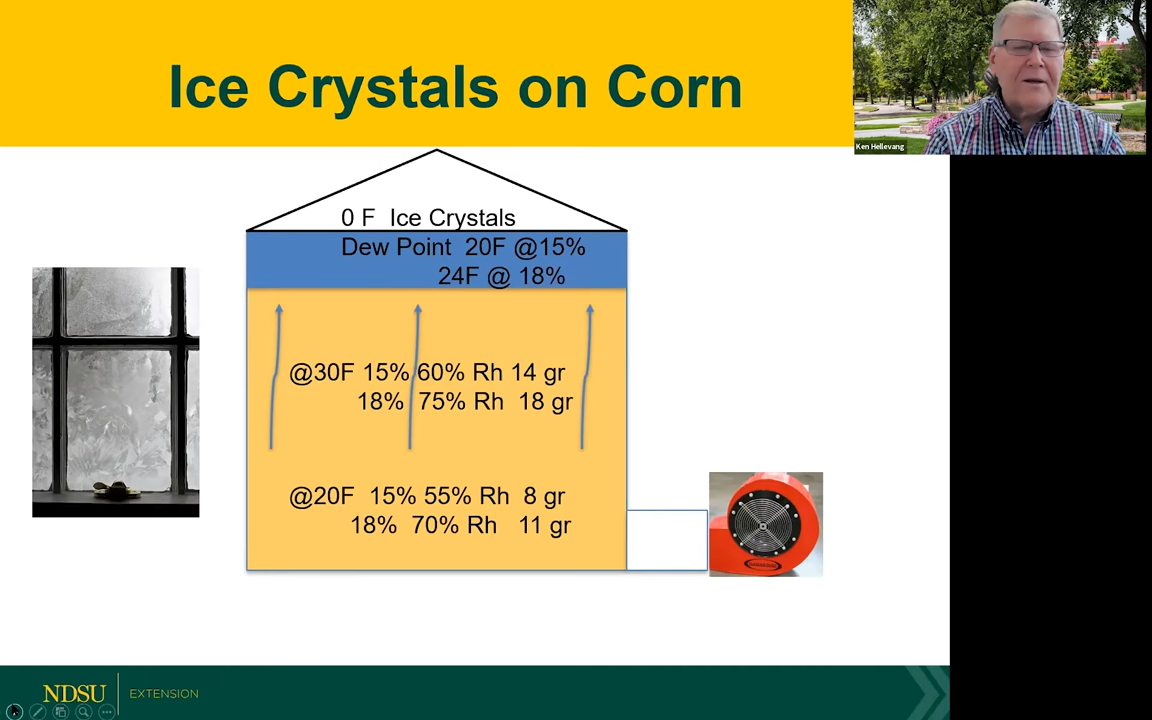 Ice Crystals on Corn
Ken Hellevang
0 F Ice Crystals
Dew Point 20F @15%
24F @ 18%
@30F 15% 60% Rh 14 gr
18% 75% Rh 18 gr
@20F 15% 55% Rh 8 gr
18% 70% Rh 11 gr
NDSU
EXTENSION